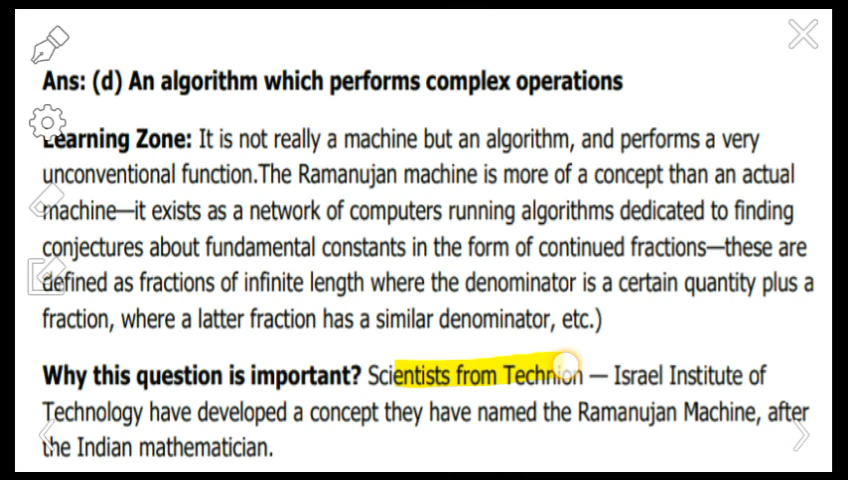 Ans: (d) An algorithm which performs complex operations
Learning Zone: It is not really a machine but an algorithm, and performs a very
unconventional function.The Ramanujan machine is more of a concept than an actual
machine—it exists as a network of computers running algorithms dedicated to finding
conjectures about fundamental constants in the form of continued fractions—these are
defined as fractions of infinite length where the denominator is a certain quantity plus a
fraction, where a latter fraction has a similar denominator, etc.)
Why this question is important? Scientists from Technion — Israel Institute of
Technology have developed a concept they have named the Ramanujan Machine, after
the Indian mathematician.